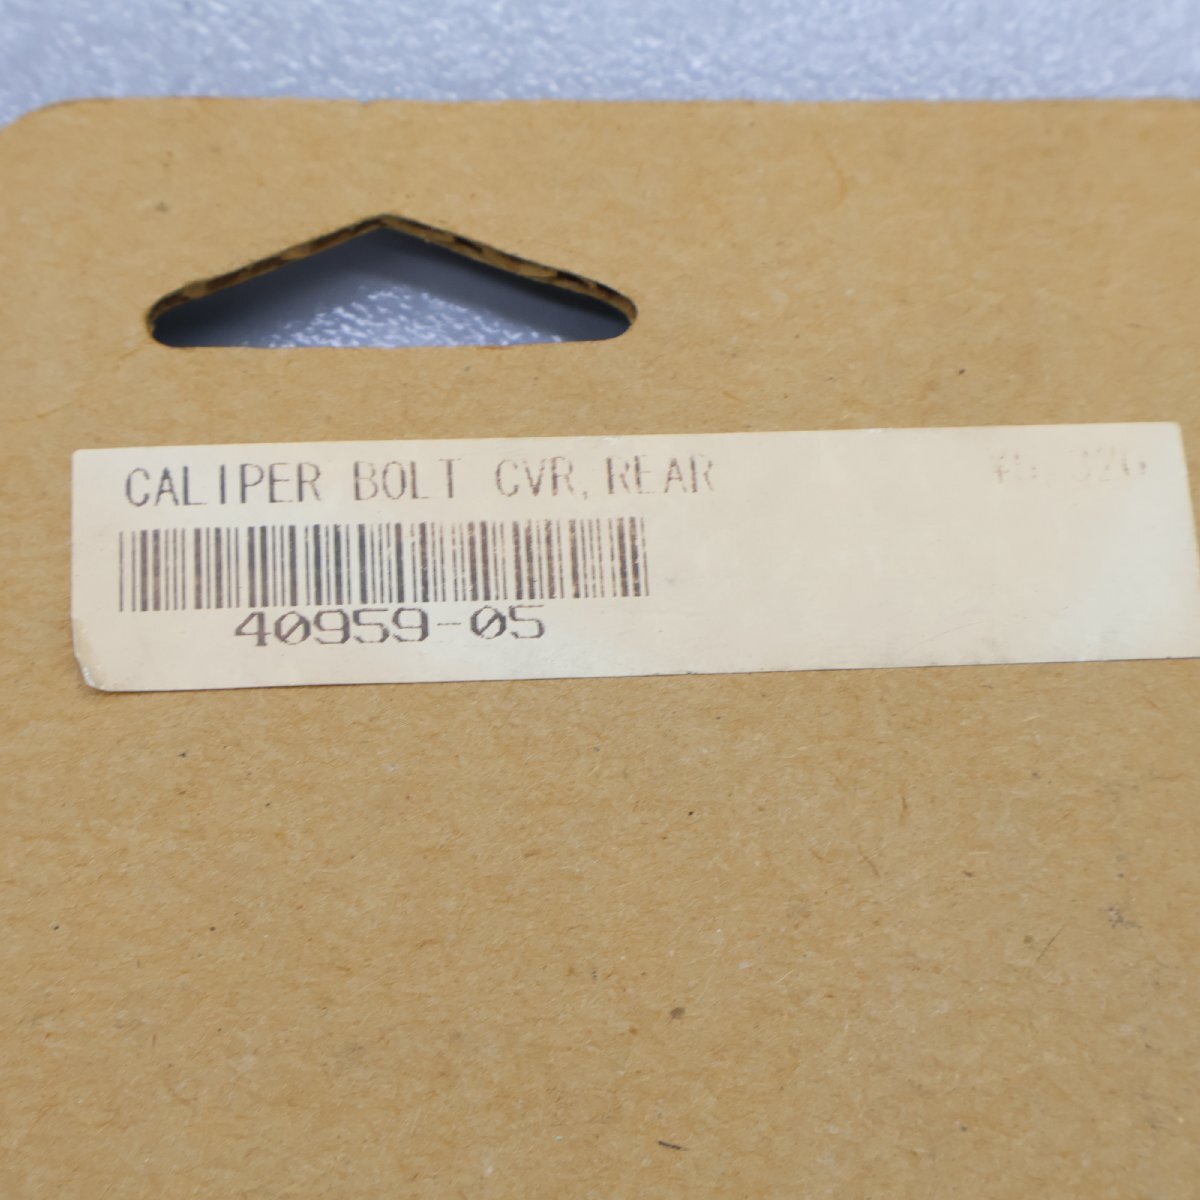 CALIPER BOLT CVR, REAR
40959-05